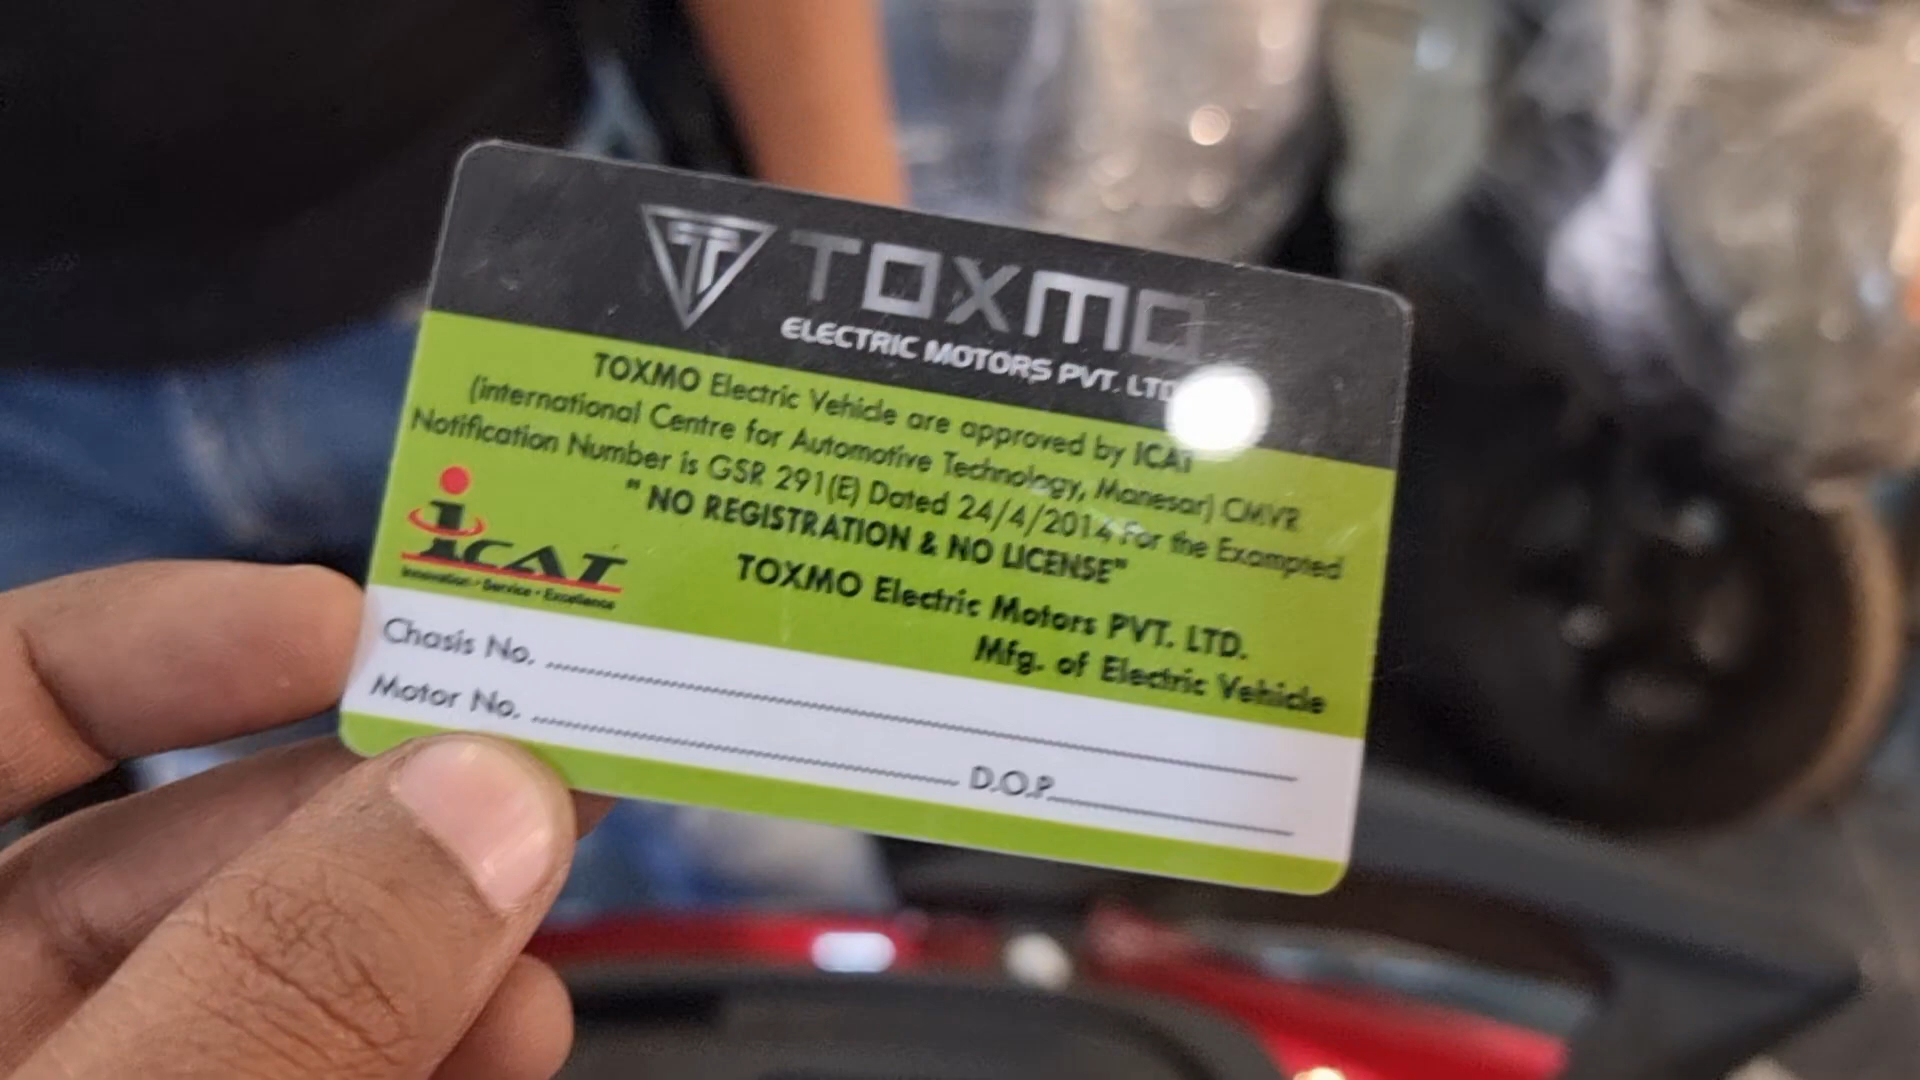 TOXMO
ELECTRIC MOTORS PVT. LTD
TOXMO Electric Vehicle are approved by ICAT
(international Centre for Automotive Technology, Manesar) CMVR
Notification Number is GSR 291(E) Dated 24/4/2014 For the Exampted
" NO REGISTRATION & NO LICENSE"
TOXMO Electric Motors PVT. LTD.
Mfg. of Electric Vehicle
iCAT
Innovation • Service • Excellence
Chasis No.
Motor No. D.O.P.